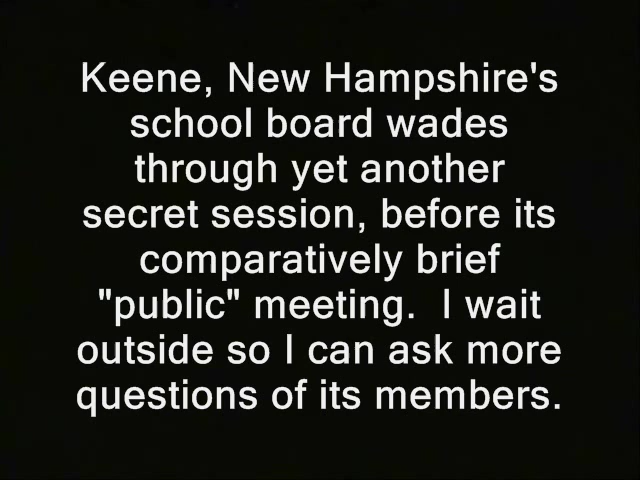 Keene, New Hampshire's
school board wades
through yet another
secret session, before its
comparatively brief
"public" meeting.  I wait
outside so I can ask more
questions of its members.